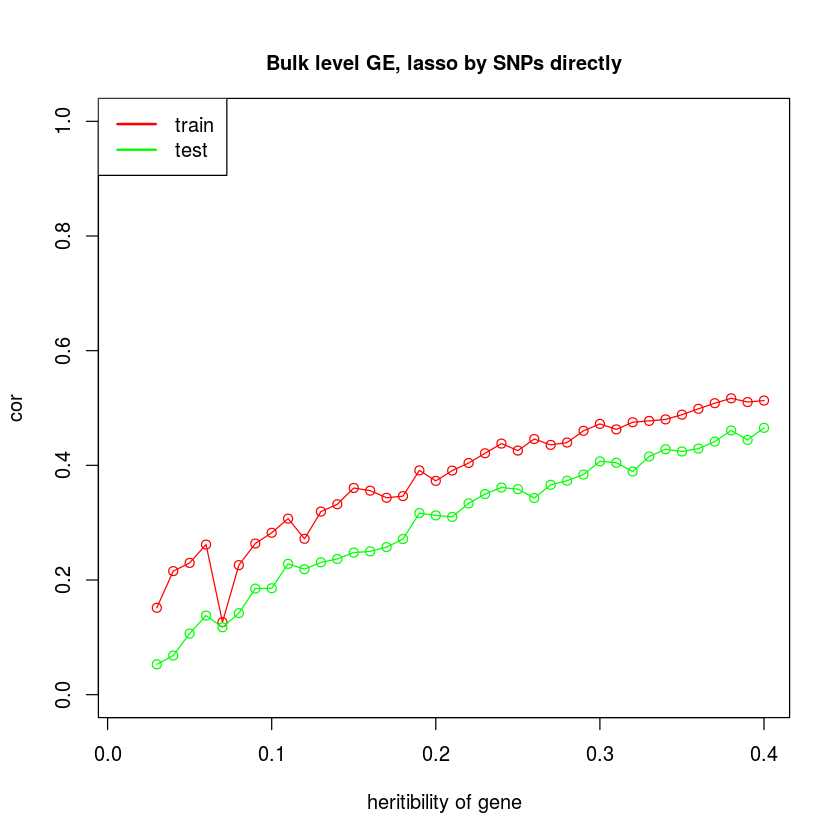 Bulk level GE, lasso by SNPs directly
train
test
1.0
0.8
0.6
0.4
0.2
0.0
cor
0.0 0.1 0.2 0.3 0.4
heritibility of gene